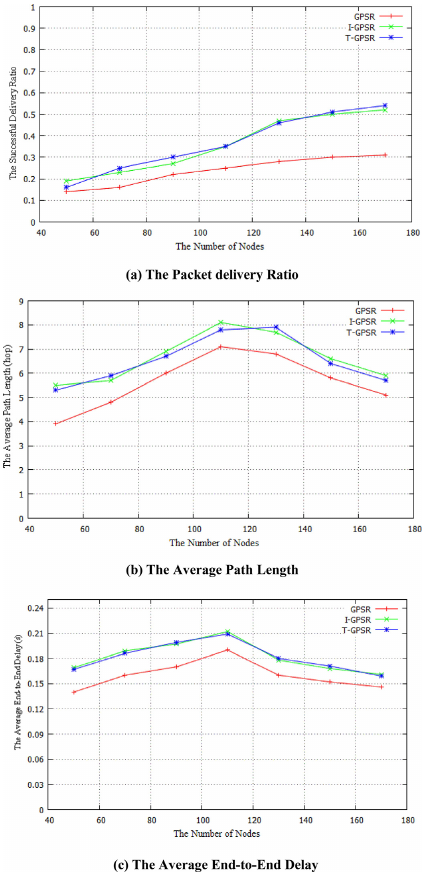 1
0.9
0.8
0.7
0.6
0.5
0.4
0.3
0.2
0.1
0
The Successful Delivery Ratio
GPSR
I-GPSR
T-GPSR
40 60 80 100 120 140 160 180
The Number of Nodes
(a) The Packet delivery Ratio
9
8
7
6
5
4
3
2
1
0
The Average Path Length(hop)
GPSR
I-GPSR
T-GPSR
40 60 80 100 120 140 160 180
The Number of Nodes
(b) The Average Path Length
0.24
0.21
0.18
0.15
0.12
0.09
0.06
0.03
0
The Average End-to-End Delay(s)
GPSR
I-GPSR
T-GPSR
40 60 80 100 120 140 160 180
The Number of Nodes
(c) The Average End-to-End Delay